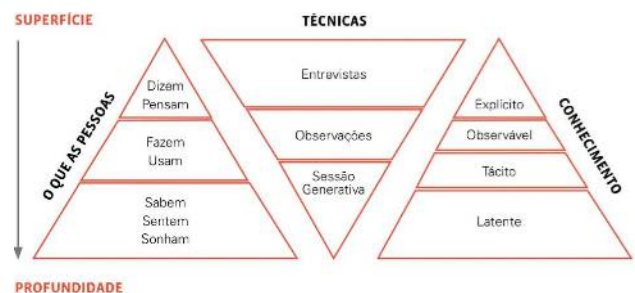 SUPERFÍCIE
TÉCNICAS
O QUE AS PESSOAS
Dizem
Pensam
Fazem
Usam
Sabem
Sentem
Sonham
Entrevistas
Observações
Sessão
Generativa
Explícito
Observável
Tácito
Latente
CONHECIMENTO
PROFUNDIDADE